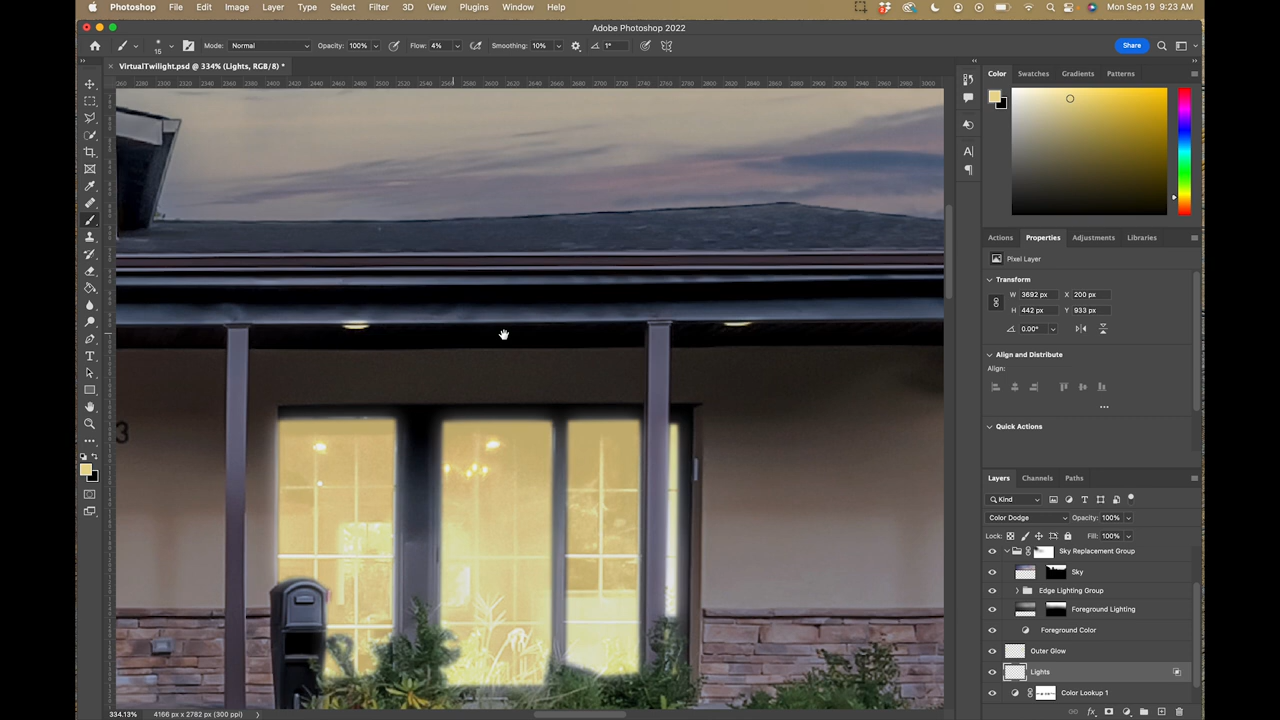 Photoshop File Edit Image Layer Type Select Filter 3D View Plugins Window Help Mon Sep 19 9:23 AM
Adobe Photoshop 2022
15 Mode: Normal Opacity: 100% Flow: 4% Smoothing: 10% 1° Share
× VirtualTwilight.psd @ 334% (Lights, RGB/8) *
Color Swatches Gradients Patterns
3
Actions Properties Adjustments Libraries
Pixel Layer
Transform
W 3692 px X 200 px
H 442 px Y 933 px
0.00°
Align and Distribute
Align:
Quick Actions
Layers Channels Paths
Kind
Color Dodge Opacity: 100%
Lock: Fill: 100%
Sky Replacement Group
Sky
Edge Lighting Group
Foreground Lighting
Foreground Color
Outer Glow
Lights
fx Color Lookup 1
334.13% 4166 px x 2782 px (300 ppi)